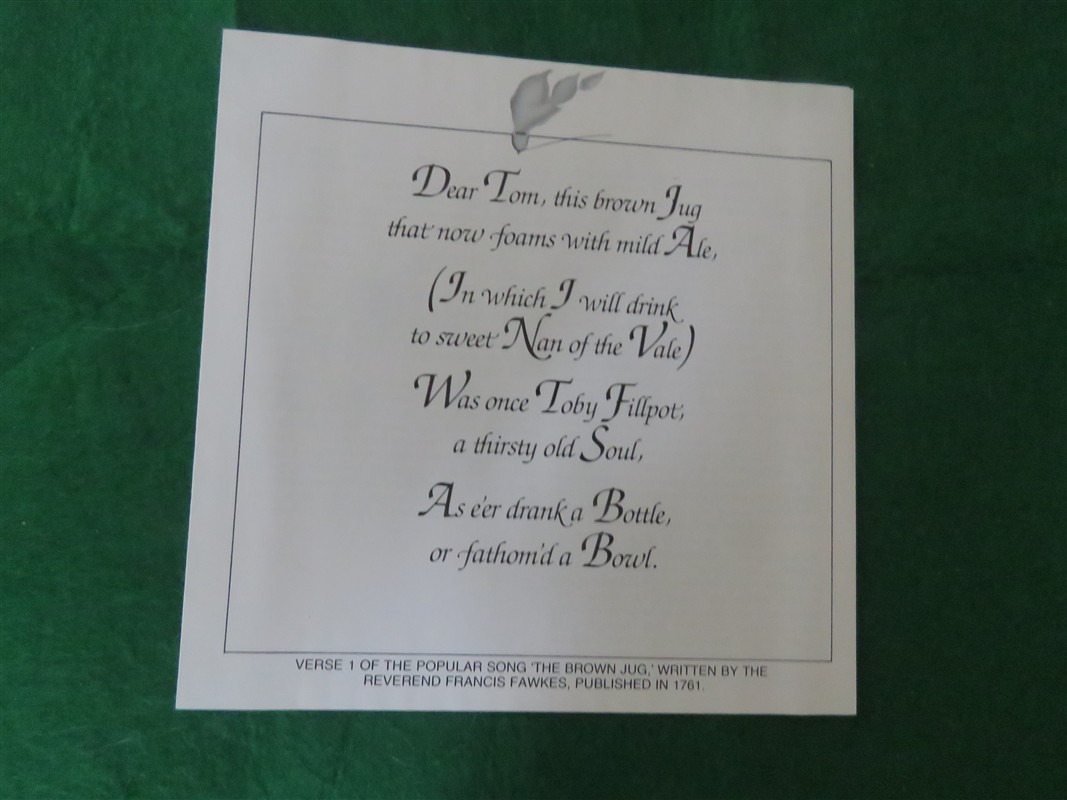 Dear Tom, this brown Jug
that now foams with mild Ale,
(In which I will drink
to sweet Nan of the Vale)
Was once Toby Fillpot,
a thirsty old Soul,
As e'er drank a Bottle,
or fathom'd a Bowl.
VERSE 1 OF THE POPULAR SONG 'THE BROWN JUG,' WRITTEN BY THE
REVEREND FRANCIS FAWKES, PUBLISHED IN 1761.